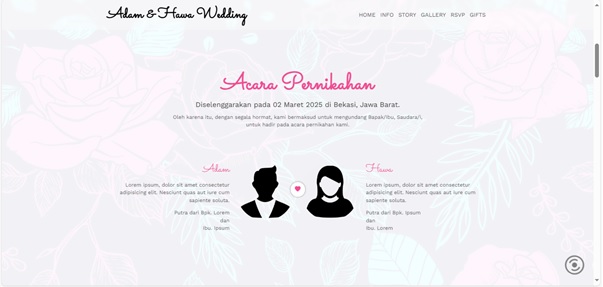 Adam & Hawa Wedding
HOME INFO STORY GALLERY RSVP GIFTS
Acara Pernikahan
Diselenggarakan pada 02 Maret 2025 di Bekasi, Jawa Barat.
Oleh karena itu, dengan segala hormat, kami bermaksud untuk mengundang Bapak/Ibu, Saudara/i,
untuk hadir pada acara pernikahan kami.
Adam
Lorem ipsum, dolor sit amet consectetur
adipisicing elit. Nesciunt quas aut iure cum
sapiente soluta.
Putra dari Bpk. Lorem
dan
Ibu. Ipsum
Hawa
Lorem ipsum, dolor sit amet consectetur
adipisicing elit. Nesciunt quas aut iure cum
sapiente soluta.
Putra dari Bpk. Ipsum
dan
Ibu. Lorem